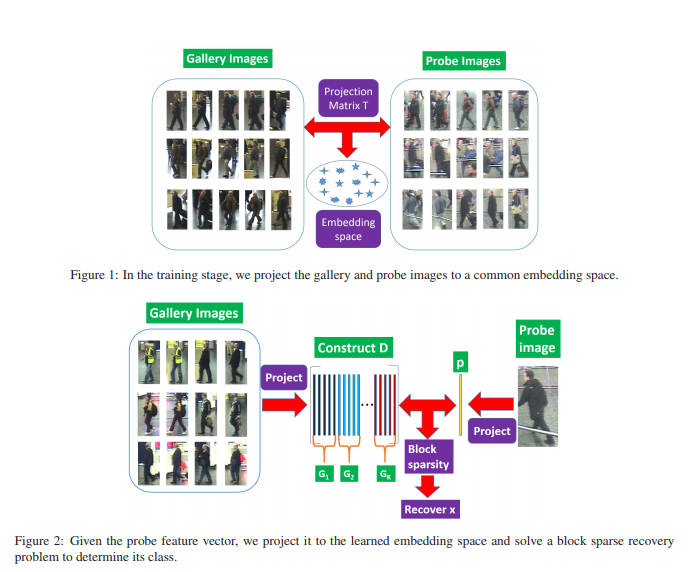 Gallery Images
Probe Images
Projection
Matrix T
Embedding
space
Figure 1: In the training stage, we project the gallery and probe images to a common embedding space.
Gallery Images
Probe
image
Construct D
p
Project
...
Project
Block
sparsity
G1
G2
GK
Recover x
Figure 2: Given the probe feature vector, we project it to the learned embedding space and solve a block sparse recovery
problem to determine its class.